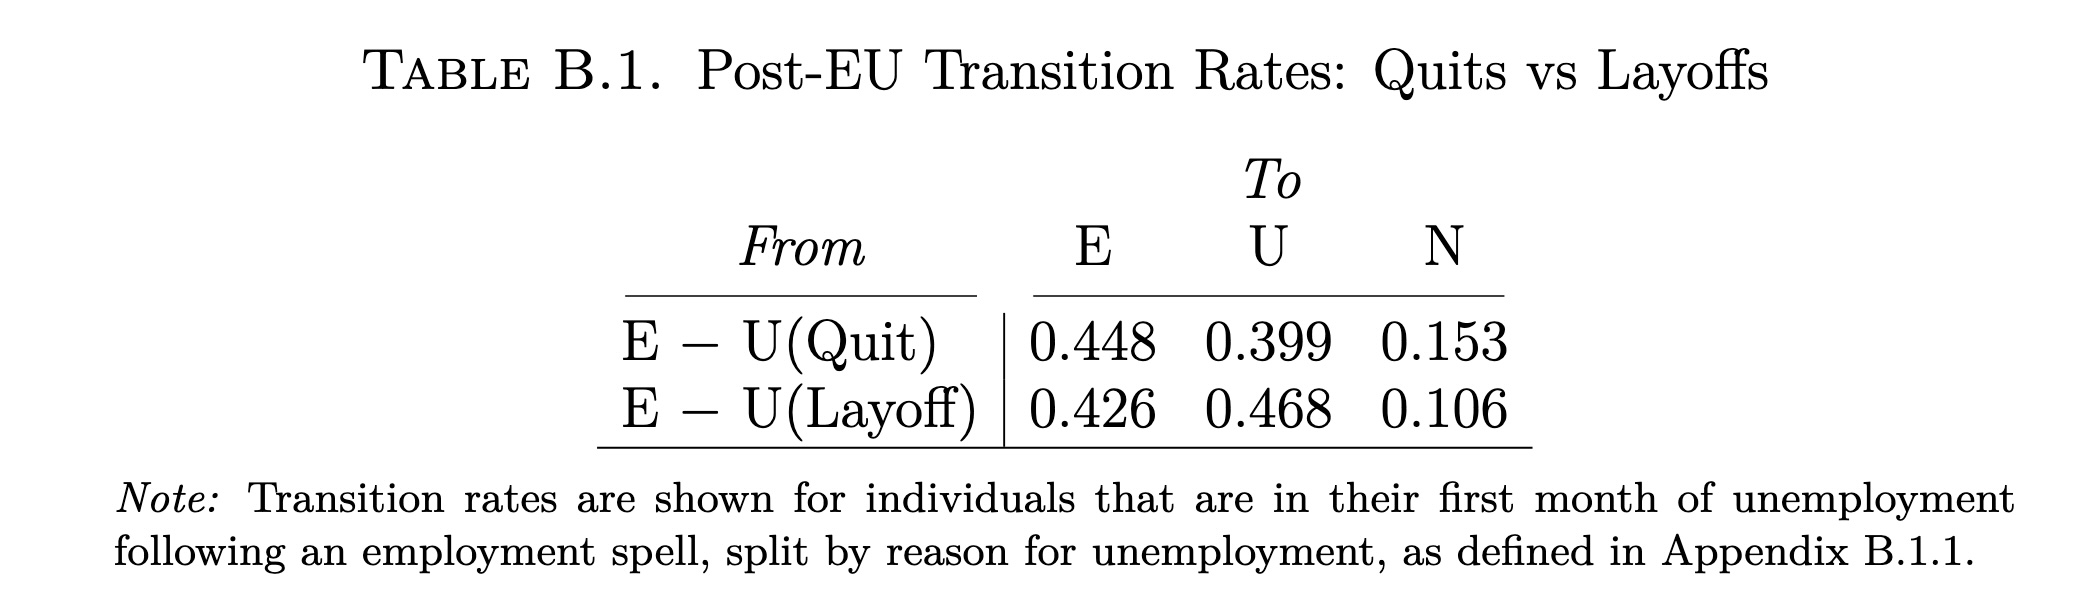 TABLE B.1. Post-EU Transition Rates: Quits vs Layoffs
To
From E U N
E – U(Quit) 0.448 0.399 0.153
E – U(Layoff) 0.426 0.468 0.106
Note: Transition rates are shown for individuals that are in their first month of unemployment
following an employment spell, split by reason for unemployment, as defined in Appendix B.1.1.